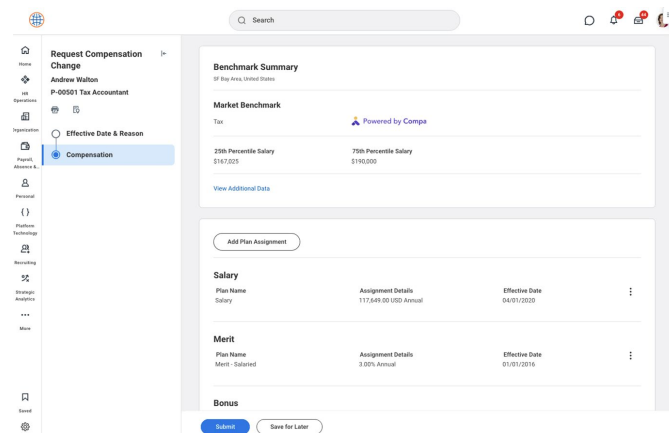 Search
Home
HR
Operations
Organization
Payroll,
Absence &..
Personal
Platform
Technology
Recruiting
Strategic
Analytics
More
Saved
Request Compensation
Change
Andrew Walton
P-00501 Tax Accountant
Effective Date & Reason
Compensation
Benchmark Summary
SF Bay Area, United States
Market Benchmark
Tax
Powered by Compa
25th Percentile Salary
75th Percentile Salary
$167,025
$190,000
View Additional Data
Add Plan Assignment
Salary
Plan Name
Assignment Details
Effective Date
Salary
117,649.00 USD Annual
04/01/2020
Merit
Plan Name
Assignment Details
Effective Date
Merit - Salaried
3.00% Annual
01/01/2016
Bonus
Submit
Save for Later